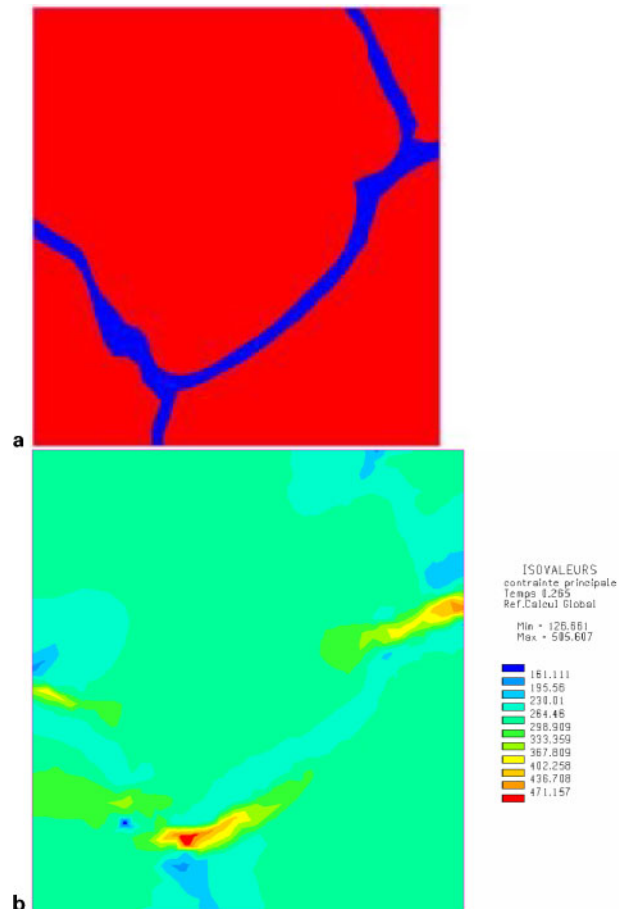 a
b
ISOVALEURS
contrainte principale
Temps 0.265
Ref.Calcul Global
Min = 126.661
Max = 505.607
161.111
195.56
230.01
264.46
298.909
333.359
367.809
402.258
436.708
471.157